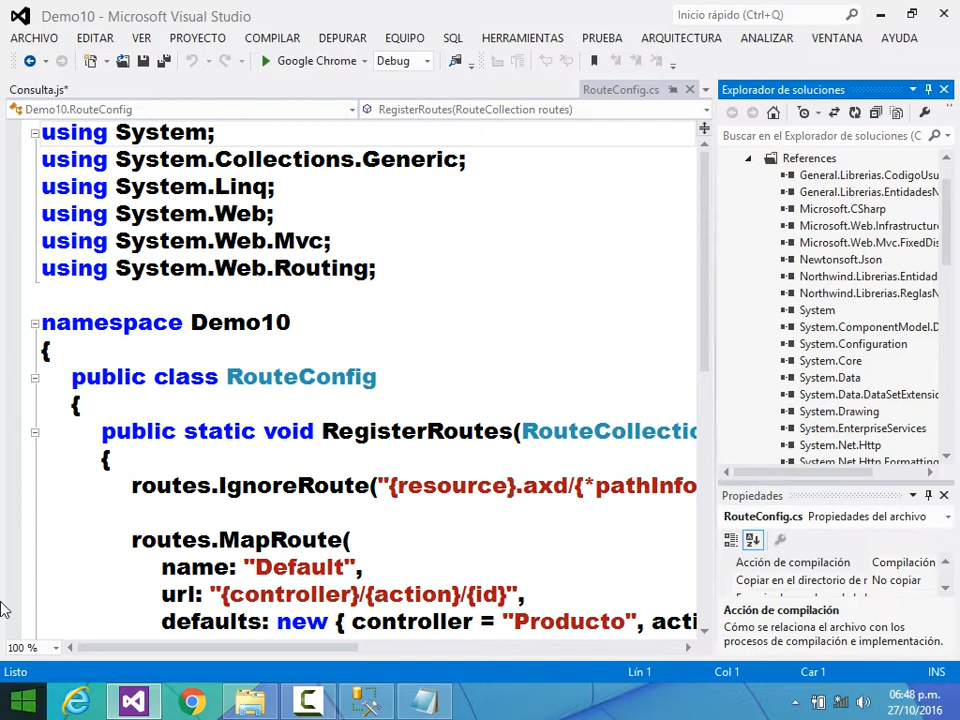 Demo10 - Microsoft Visual Studio
Inicio rápido (Ctrl+Q)
ARCHIVO EDITAR VER PROYECTO COMPILAR DEPURAR EQUIPO SQL HERRAMIENTAS PRUEBA ARQUITECTURA ANALIZAR VENTANA AYUDA
Google Chrome Debug
Consulta.js*
RouteConfig.cs
Demo10.RouteConfig
RegisterRoutes(RouteCollection routes)
using System;
using System.Collections.Generic;
using System.Linq;
using System.Web;
using System.Web.Mvc;
using System.Web.Routing;
namespace Demo10
{
public class RouteConfig
{
public static void RegisterRoutes(RouteCollectio
{
routes.IgnoreRoute("{resource}.axd/{*pathInfo
routes.MapRoute(
name: "Default",
url: "{controller}/{action}/{id}",
defaults: new { controller = "Producto", acti
100 %
Explorador de soluciones
Buscar en el Explorador de soluciones (C
References
General.Librerias.CodigoUsu
General.Librerias.EntidadesN
Microsoft.CSharp
Microsoft.Web.Infrastructure
Microsoft.Web.Mvc.FixedDis
Newtonsoft.Json
Northwind.Librerias.Entidad
Northwind.Librerias.ReglasN
System
System.ComponentModel.D
System.Configuration
System.Core
System.Data
System.Data.DataSetExtensio
System.Drawing
System.EnterpriseServices
System.Net.Http
System.Net.Http.Formatting
Propiedades
RouteConfig.cs Propiedades del archivo
Acción de compilación Compilación
Copiar en el directorio de r No copiar
Acción de compilación
Cómo se relaciona el archivo con los
procesos de compilación e implementación.
Listo
Lín 1
Col 1
Car 1
INS
06:48 p.m.
27/10/2016